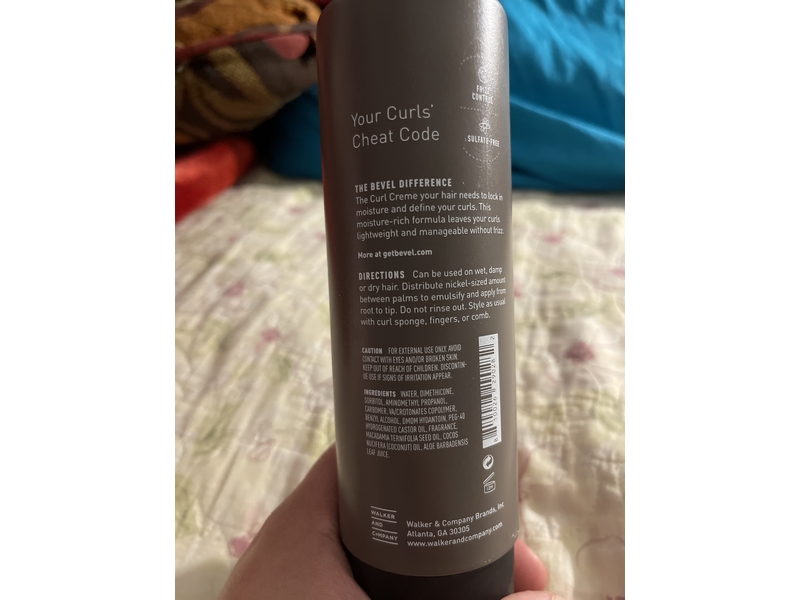 FRIZZ
CONTROL
SULFATE-FREE
Your Curls'
Cheat Code
THE BEVEL DIFFERENCE
The Curl Creme your hair needs to lock in
moisture and define your curls. This
moisture-rich formula leaves your curls
lightweight and manageable without frizz.
More at getbevel.com
DIRECTIONS Can be used on wet, damp
or dry hair. Distribute nickel-sized amount
between palms to emulsify and apply from
root to tip. Do not rinse out. Style as usual
with curl sponge, fingers, or comb.
CAUTION FOR EXTERNAL USE ONLY. AVOID
CONTACT WITH EYES AND/OR BROKEN SKIN.
KEEP OUT OF REACH OF CHILDREN. DISCONTIN-
UE USE IF SIGNS OF IRRITATION APPEAR.
INGREDIENTS WATER, DIMETHICONE,
SORBITOL, AMINOMETHYL PROPANOL,
CARBOMER, VA/CROTONATES COPOLYMER,
BENZYL ALCOHOL, DMDM HYDANTOIN, PEG-40
HYDROGENATED CASTOR OIL, FRAGRANCE,
MACADAMIA TERNIFOLIA SEED OIL, COCOS
NUCIFERA (COCONUT) OIL, ALOE BARBADENSIS
LEAF JUICE.
8 10026 29028 2
12M
WALKER
AND
COMPANY
Walker & Company Brands, Inc
Atlanta, GA 30305
www.walkerandcompany.com